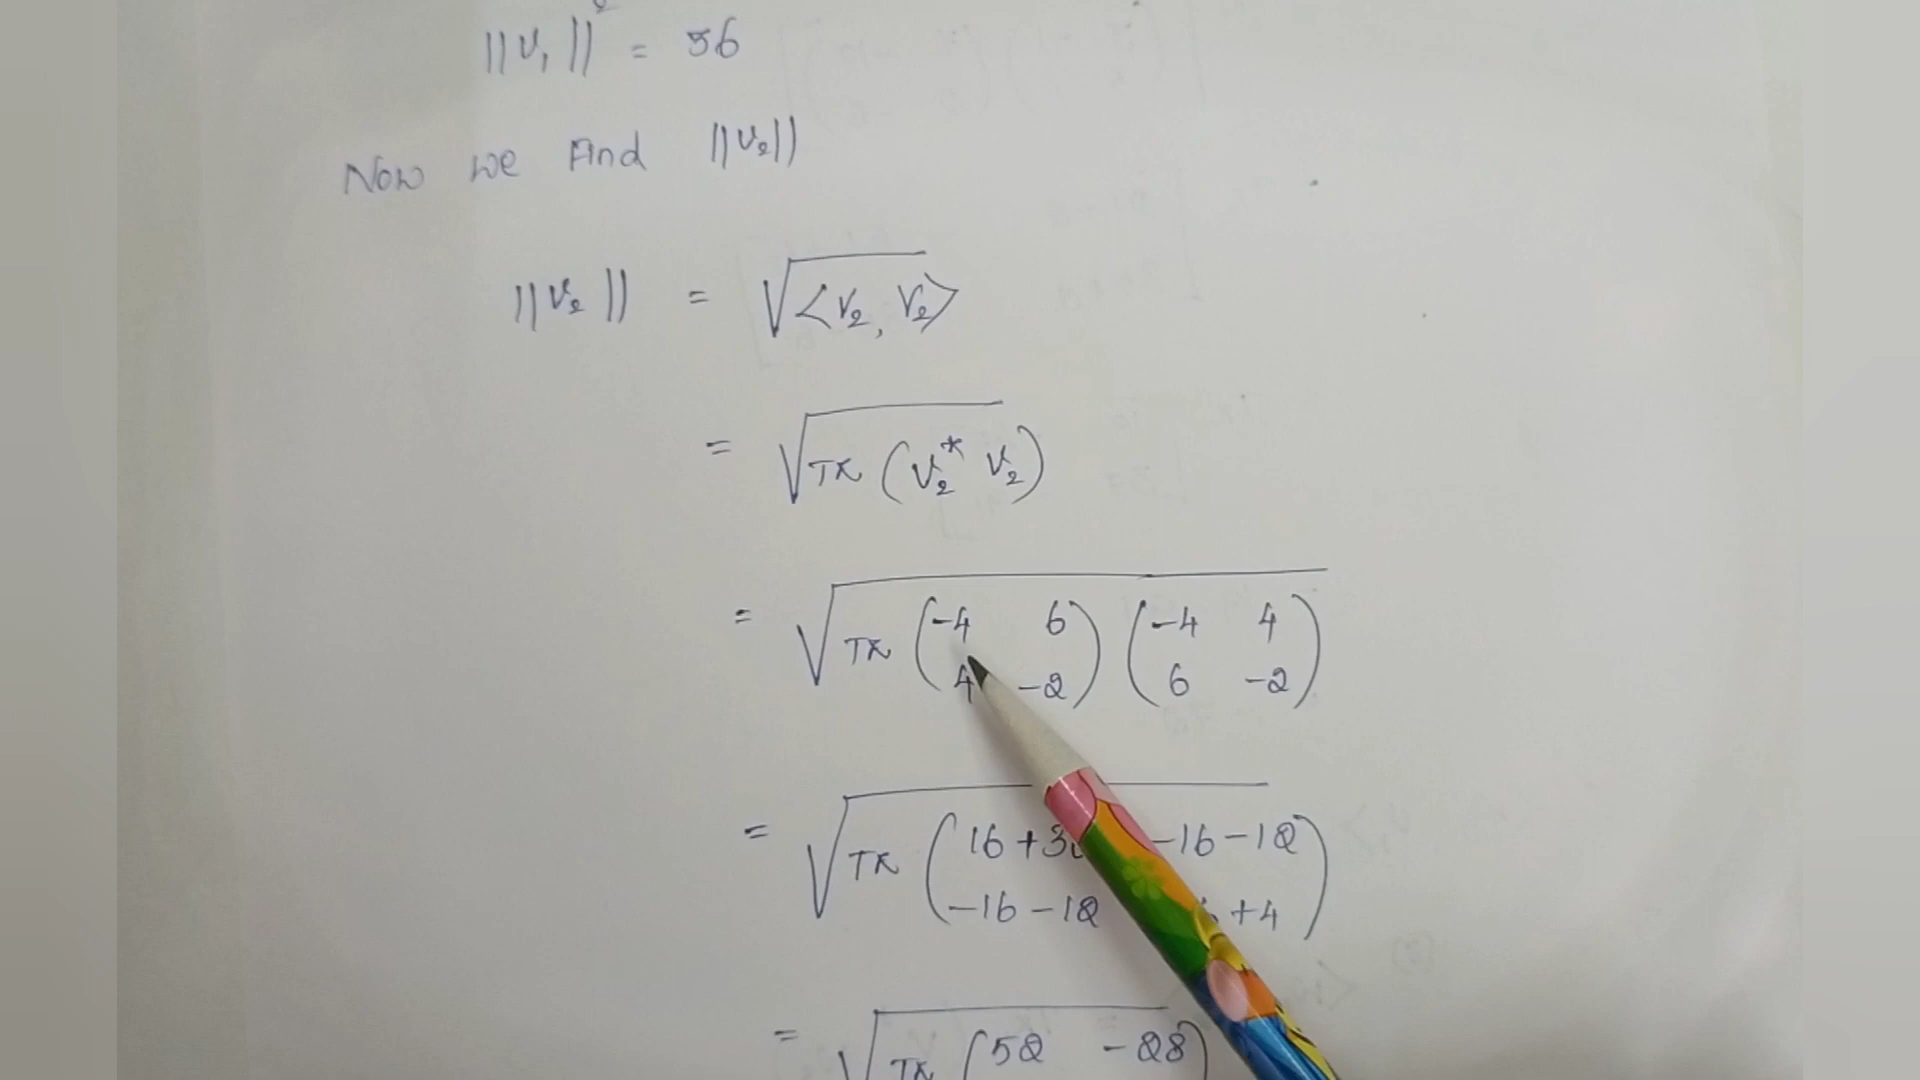 ||v₁||² = 56
Now we find ||v₂||
||v₂|| = √⟨v₂, v₂⟩
= √Tr (v₂* v₂)
= √Tr (-4 6) (-4 4)
(4 -2) (6 -2)
= √Tr (16+3 -16-12
-16-12 +4)
= √Tr (52 -28)